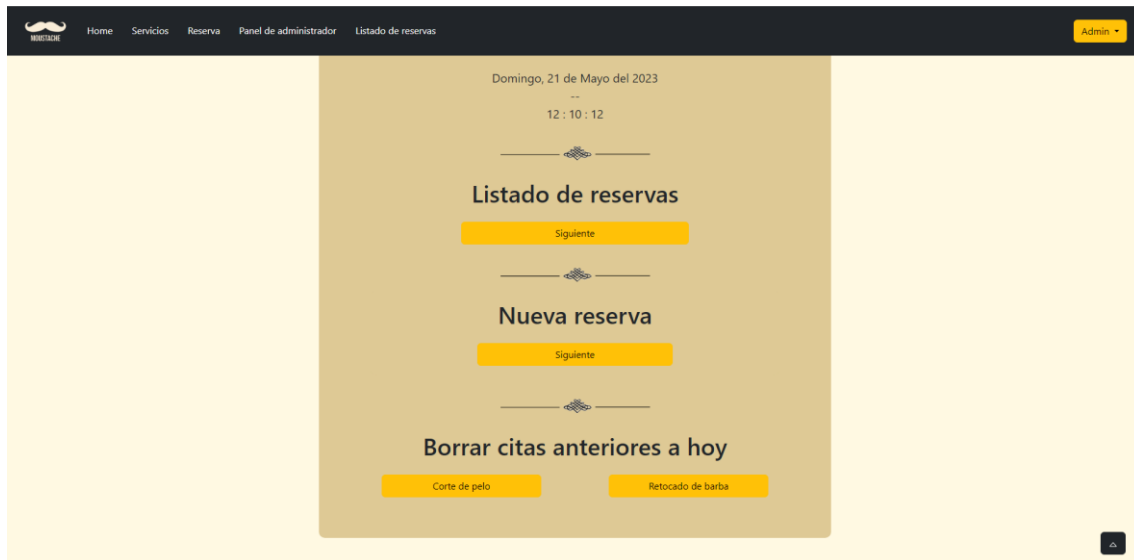 MOUSTACHE
Home Servicios Reserva Panel de administrador Listado de reservas Admin
Domingo, 21 de Mayo del 2023
--
12 : 10 : 12
Listado de reservas
Siguiente
Nueva reserva
Siguiente
Borrar citas anteriores a hoy
Corte de pelo Retocado de barba